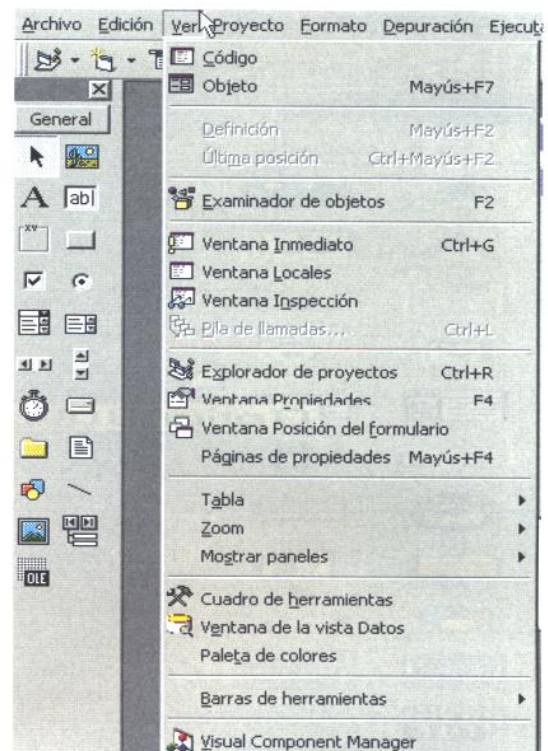 Archivo Edición Ver Proyecto Formato Depuración Ejecuta
General
A ab|
xv
OLE
Código
Objeto Mayús+F7
Definición Mayús+F2
Última posición Ctrl+Mayús+F2
Examinador de objetos F2
Ventana Inmediato Ctrl+G
Ventana Locales
Ventana Inspección
Pila de llamadas... Ctrl+L
Explorador de proyectos Ctrl+R
Ventana Propiedades F4
Ventana Posición del formulario
Páginas de propiedades Mayús+F4
Tabla
Zoom
Mostrar paneles
Cuadro de herramientas
Ventana de la vista Datos
Paleta de colores
Barras de herramientas
Visual Component Manager